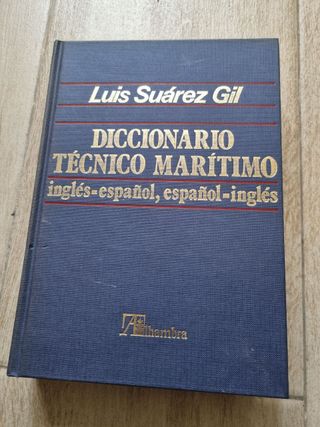 Luis Suárez Gil
DICCIONARIO
TÉCNICO MARÍTIMO
inglés-español, español-inglés
Alhambra